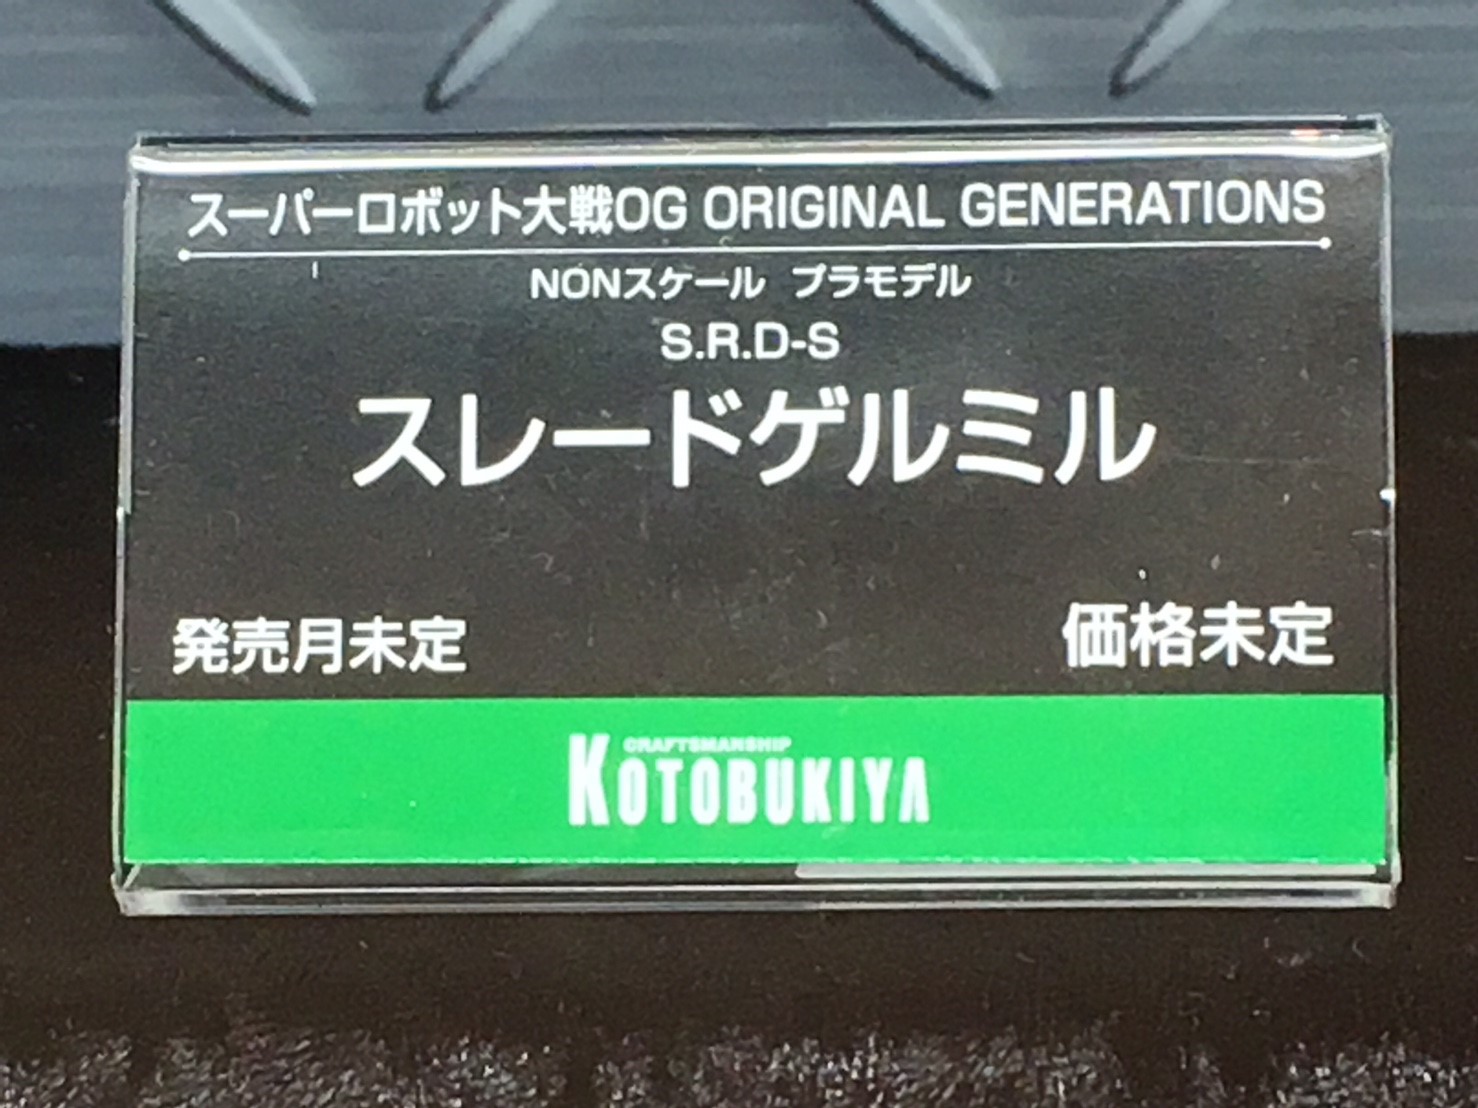 スーパーロボット大戦OG ORIGINAL GENERATIONS
NONスケール プラモデル
S.R.D-S
スレードゲルミル
発売月未定
価格未定
CRAFTSMANSHIP
KOTOBUKIYA